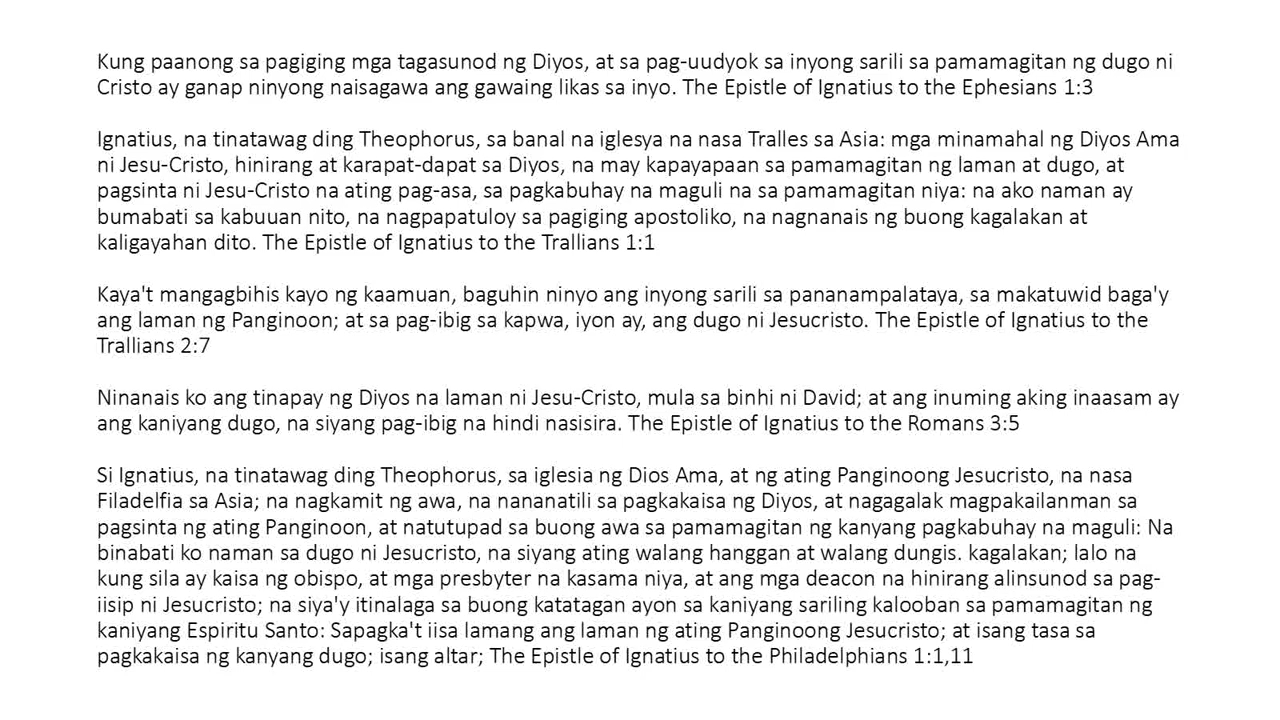 Kung paanong sa pagiging mga tagasunod ng Diyos, at sa pag-uudyok sa inyong sarili sa pamamagitan ng dugo ni
Cristo ay ganap ninyong naisagawa ang gawaing likas sa inyo. The Epistle of Ignatius to the Ephesians 1:3
Ignatius, na tinatawag ding Theophorus, sa banal na iglesya na nasa Tralles sa Asia: mga minamahal ng Diyos Ama
ni Jesu-Cristo, hinirang at karapat-dapat sa Diyos, na may kapayapaan sa pamamagitan ng laman at dugo, at
pagsinta ni Jesu-Cristo na ating pag-asa, sa pagkabuhay na maguli na sa pamamagitan niya: na ako naman ay
bumabati sa kabuuan nito, na nagpapatuloy sa pagiging apostoliko, na nagnanais ng buong kagalakan at
kaligayahan dito. The Epistle of Ignatius to the Trallians 1:1
Kaya't mangagbihis kayo ng kaamuan, baguhin ninyo ang inyong sarili sa pananampalataya, sa makatuwid baga'y
ang laman ng Panginoon; at sa pag-ibig sa kapwa, iyon ay, ang dugo ni Jesucristo. The Epistle of Ignatius to the
Trallians 2:7
Ninanais ko ang tinapay ng Diyos na laman ni Jesu-Cristo, mula sa binhi ni David; at ang inuming aking inaasam ay
ang kaniyang dugo, na siyang pag-ibig na hindi nasisira. The Epistle of Ignatius to the Romans 3:5
Si Ignatius, na tinatawag ding Theophorus, sa iglesia ng Dios Ama, at ng ating Panginoong Jesucristo, na nasa
Filadelfia sa Asia; na nagkamit ng awa, na nananatili sa pagkakaisa ng Diyos, at nagagalak magpakailanman sa
pagsinta ng ating Panginoon, at natutupad sa buong awa sa pamamagitan ng kanyang pagkabuhay na maguli: Na
binabati ko naman sa dugo ni Jesucristo, na siyang ating walang hanggan at walang dungis. kagalakan; lalo na
kung sila ay kaisa ng obispo, at mga presbyter na kasama niya, at ang mga deacon na hinirang alinsunod sa pag-
iisip ni Jesucristo; na siya'y itinalaga sa buong katatagan ayon sa kaniyang sariling kalooban sa pamamagitan ng
kaniyang Espiritu Santo: Sapagka't iisa lamang ang laman ng ating Panginoong Jesucristo; at isang tasa sa
pagkakaisa ng kanyang dugo; isang altar; The Epistle of Ignatius to the Philadelphians 1:1,11